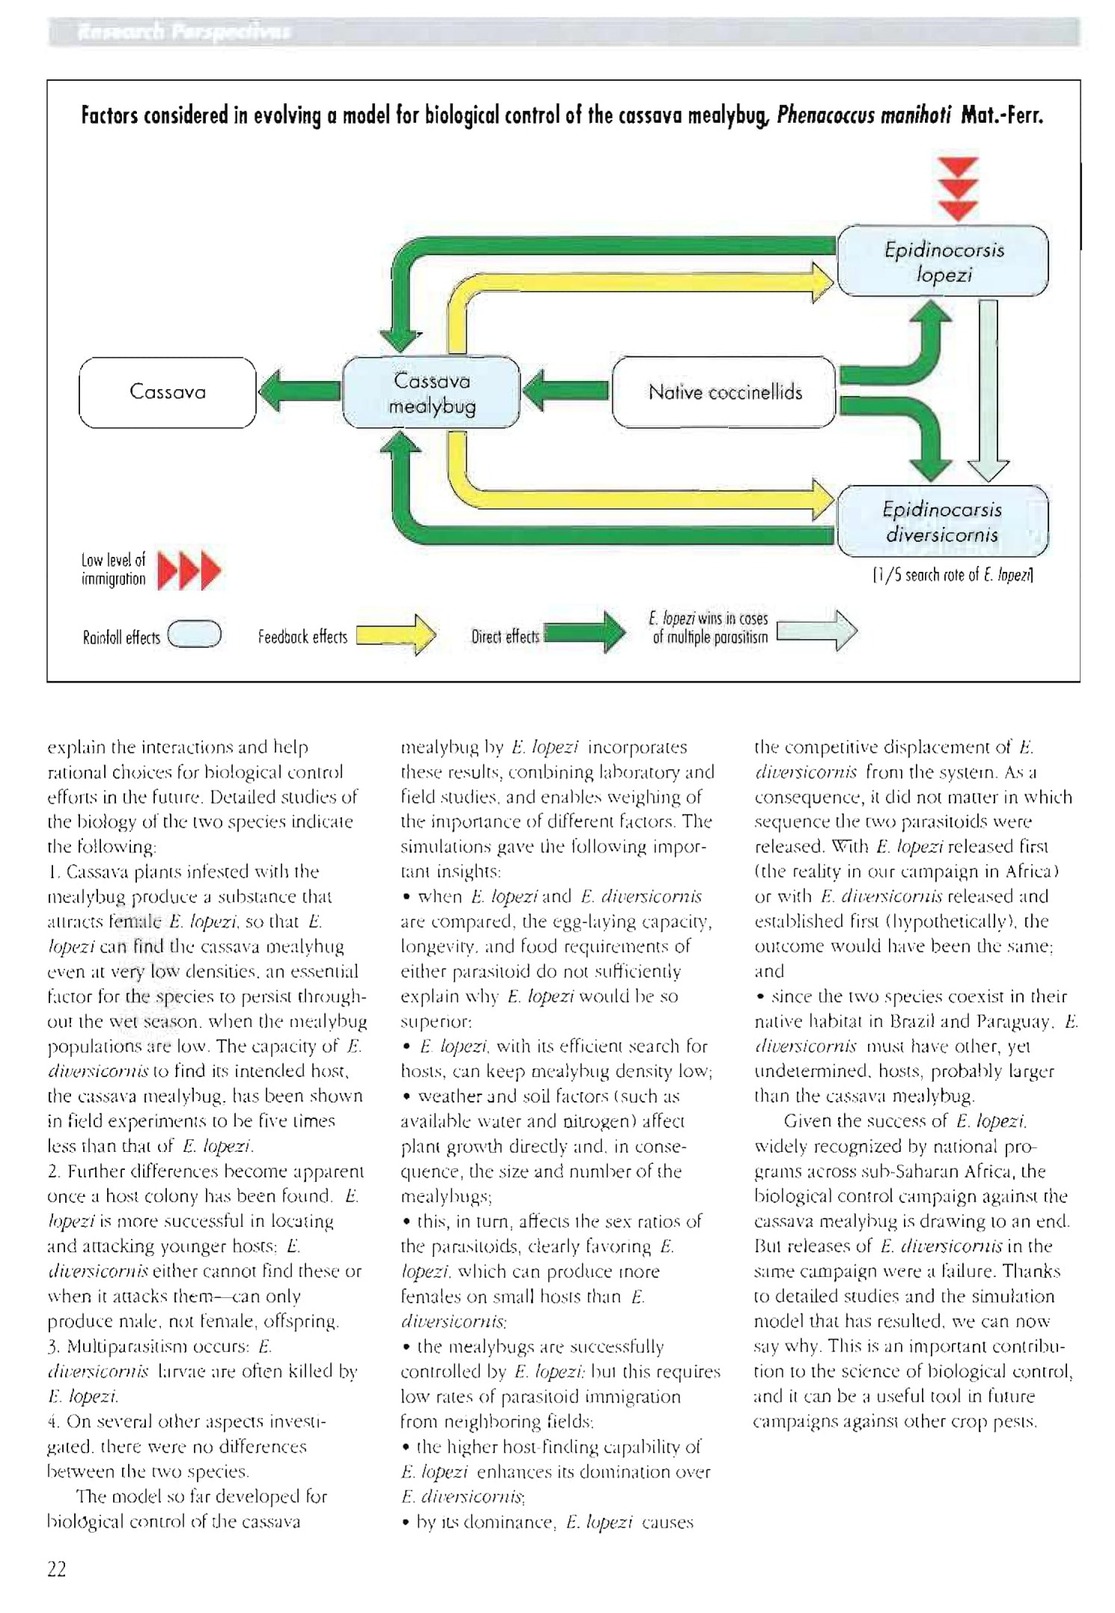 Research Perspectives
Factors considered in evolving a model for biological control of the cassava mealybug, Phenacoccus manihoti Mat.-Ferr.
Epidinocorsis
lopezi
Cassava
Cassava
mealybug
Native coccinellids
Epidinocarsis
diversicornis
[1/5 search rate of E. lopezi]
Low level of
immigration
Rainfall effects
Feedback effects
Direct effects
E. lopezi wins in cases
of multiple parasitism
explain the interactions and help
rational choices for biological control
efforts in the future. Detailed studies of
the biology of the two species indicate
the following:
1. Cassava plants infested with the
mealybug produce a substance that
attracts female E. lopezi, so that E.
lopezi can find the cassava mealybug
even at very low densities, an essential
factor for the species to persist through-
out the wet season, when the mealybug
populations are low. The capacity of E.
diversicornis to find its intended host,
the cassava mealybug, has been shown
in field experiments to be five times
less than that of E. lopezi.
2. Further differences become apparent
once a host colony has been found. E.
lopezi is more successful in locating
and attacking younger hosts; E.
diversicornis either cannot find these or
when it attacks them—can only
produce male, not female, offspring.
3. Multiparasitism occurs: E.
diversicornis larvae are often killed by
E. lopezi.
4. On several other aspects investi-
gated, there were no differences
between the two species.
The model so far developed for
biological control of the cassava
mealybug by E. lopezi incorporates
these results, combining laboratory and
field studies, and enables weighing of
the importance of different factors. The
simulations gave the following impor-
tant insights:
• when E. lopezi and E. diversicornis
are compared, the egg-laying capacity,
longevity, and food requirements of
either parasitoid do not sufficiently
explain why E. lopezi would be so
superior;
• E. lopezi, with its efficient search for
hosts, can keep mealybug density low;
• weather and soil factors (such as
available water and nitrogen) affect
plant growth directly and, in conse-
quence, the size and number of the
mealybugs;
• this, in turn, affects the sex ratios of
the parasitoids, clearly favoring E.
lopezi, which can produce more
females on small hosts than E.
diversicornis;
• the mealybugs are successfully
controlled by E. lopezi; but this requires
low rates of parasitoid immigration
from neighboring fields;
• the higher host-finding capability of
E. lopezi enhances its domination over
E. diversicornis;
• by its dominance, E. lopezi causes
the competitive displacement of E.
diversicornis from the system. As a
consequence, it did not matter in which
sequence the two parasitoids were
released. With E. lopezi released first
(the reality in our campaign in Africa)
or with E. diversicornis released and
established first (hypothetically), the
outcome would have been the same;
and
• since the two species coexist in their
native habitat in Brazil and Paraguay, E.
diversicornis must have other, yet
undetermined, hosts, probably larger
than the cassava mealybug.
Given the success of E. lopezi,
widely recognized by national pro-
grams across sub-Saharan Africa, the
biological control campaign against the
cassava mealybug is drawing to an end.
But releases of E. diversicornis in the
same campaign were a failure. Thanks
to detailed studies and the simulation
model that has resulted, we can now
say why. This is an important contribu-
tion to the science of biological control,
and it can be a useful tool in future
campaigns against other crop pests.
22